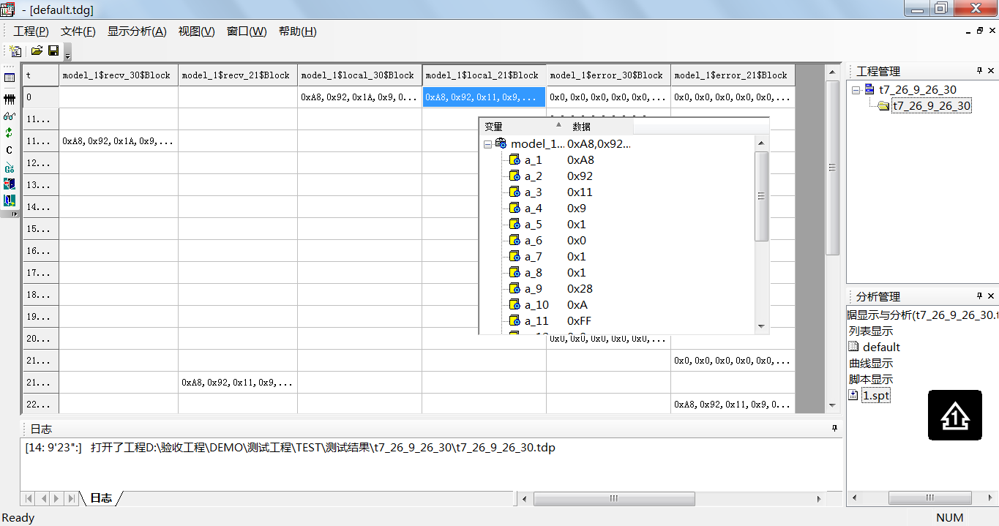 - [default.tdg]
工程(P) 文件(F) 显示分析(A) 视图(V) 窗口(W) 帮助(H)
t model_1$recv_30$Block model_1$recv_21$Block model_1$local_30$Block model_1$local_21$Block model_1$error_30$Block model_1$error_21$Block
0 0xA8,0x92,0x1A,0x9,0... 0xA8,0x92,0x11,0x9,... 0x0,0x0,0x0,0x0,0x0,... 0x0,0x0,0x0,0x0,0x0,...
11...
11... 0xA8,0x92,0x1A,0x9,...
12...
13...
14...
15...
16...
17...
18...
19...
20... 0x0,0x0,0x0,0x0,0x0,...
21... 0x0,0x0,0x0,0x0,0x0,...
21... 0xA8,0x92,0x11,0x9,...
22... 0xA8,0x92,0x11,0x9,0...
变量 数据
model_1... 0xA8,0x92...
a_1 0xA8
a_2 0x92
a_3 0x11
a_4 0x9
a_5 0x1
a_6 0x0
a_7 0x1
a_8 0x1
a_9 0x28
a_10 0xA
a_11 0xFF
工程管理
t7_26_9_26_30
t7_26_9_26_30
分析管理
据显示与分析(t7_26_9_26_30.t
列表显示
default
曲线显示
脚本显示
1.spt
日志
[14: 9'23":] 打开了工程D:\验收工程\DEMO\测试工程\TEST\测试结果\t7_26_9_26_30\t7_26_9_26_30.tdp
日志
Ready NUM